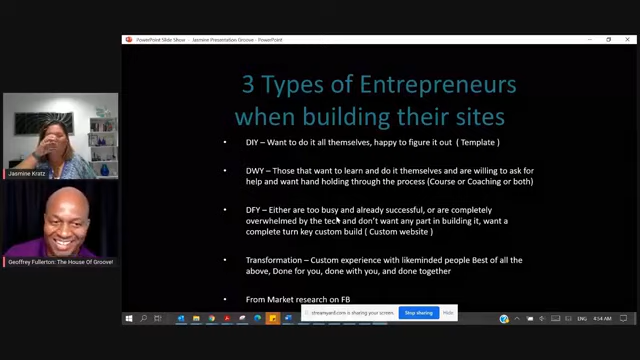 PowerPoint Slide Show - Jasmine Presentation Groove - PowerPoint
3 Types of Entrepreneurs
when building their sites
• DIY – Want to do it all themselves, happy to figure it out ( Template )
• DWY – Those that want to learn and do it themselves and are willing to ask for
help and want hand holding through the process (Course or Coaching or both)
• DFY – Either are too busy and already successful, or are completely
overwhelmed by the tech and don't want any part in building it, want a
complete turn key custom build ( Custom website )
• Transformation – Custom experience with likeminded people Best of all the
above, Done for you, done with you, and done together
• From Market research on FB
Jasmine Kratz
Geoffrey Fullerton: The House Of Groove!
streamyard.com is sharing your screen.
Stop sharing
Hide
4:54 AM